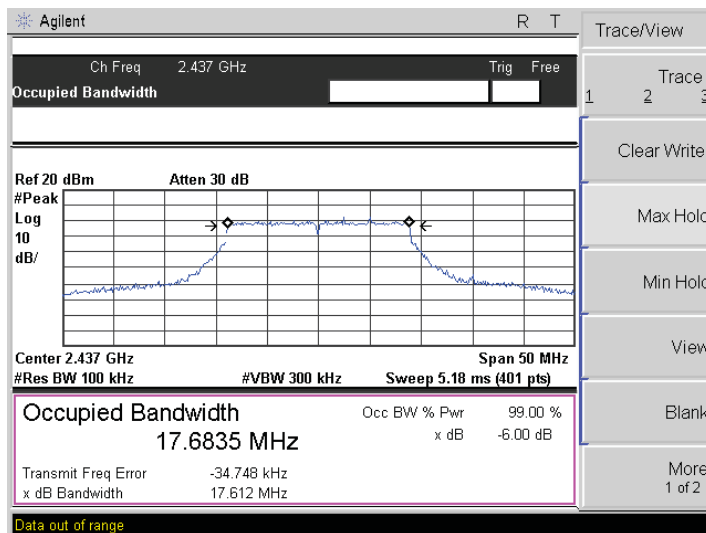 Agilent R T
Ch Freq 2.437 GHz Trig Free
Occupied Bandwidth
Ref 20 dBm Atten 30 dB
#Peak
Log
10
dB/
Center 2.437 GHz Span 50 MHz
#Res BW 100 kHz #VBW 300 kHz Sweep 5.18 ms (401 pts)
Occupied Bandwidth
17.6835 MHz
Occ BW % Pwr 99.00 %
x dB -6.00 dB
Transmit Freq Error -34.748 kHz
x dB Bandwidth 17.612 MHz
Data out of range
Trace/View
Trace
1 2 3
Clear Write
Max Hold
Min Hold
View
Blank
More
1 of 2